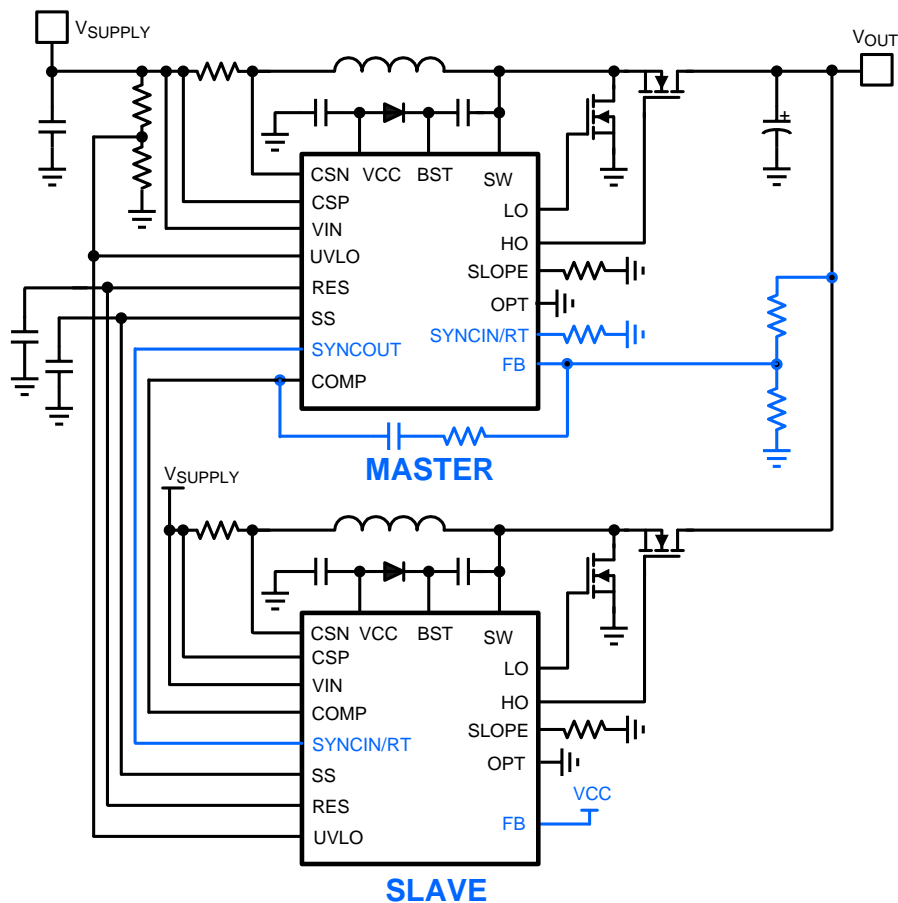 VSUPPLY
VOUT
+
CSN VCC BST SW
CSP
LO
VIN
HO
UVLO
SLOPE
RES
OPT
SS
SYNCIN/RT
SYNCOUT
FB
COMP
MASTER
VSUPPLY
CSN VCC BST SW
CSP
LO
VIN
HO
COMP
SLOPE
SYNCIN/RT
OPT
SS
VCC
RES
FB
UVLO
SLAVE